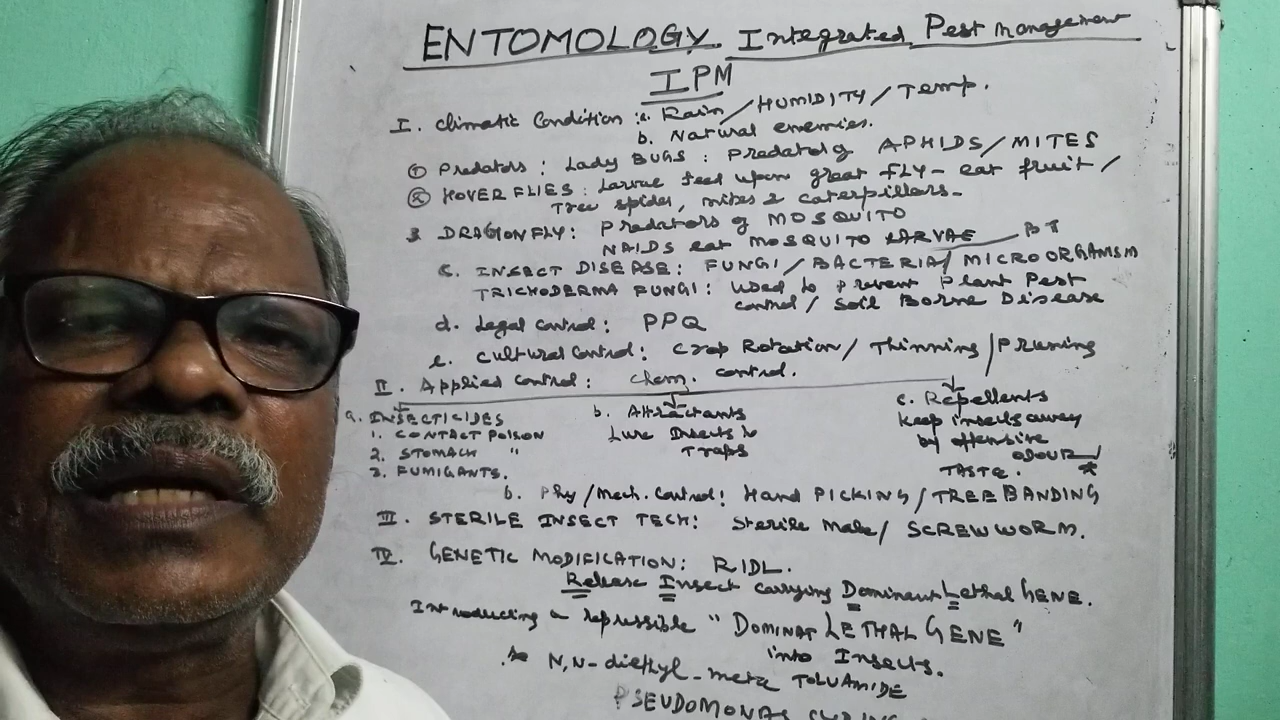 ENTOMOLOGY. Integrated Pest management
IPM
I. Climatic Condition : a. Rain/HUMIDITY/Temp.
b. Natural enemies.
① Predators: Lady BUGS: Predator of APHIDS/MITES
② HOVER FLIES: Larvae feed upon great FLY- eat fruit/
Tree spider, mites & caterpillars-
3 DRAGONFLY: Predators of MOSQUITO
NAIDS eat MOSQUITO LARVAE BT
c. INSECT DISEASE: FUNGI/BACTERIA/MICROORGANISM
TRICHODERMA FUNGI: Used to prevent Plant Pest
control/ Soil Borne Disease
d. Legal Control: PPQ
e. Cultural Control: Crop Rotation/ Thinning/Pruning
II. Applied Control: Chem. Control.
a. INSECTICIDES
1. CONTACT POISON
2. STOMACH "
3. FUMIGANTS.
b. Attractants
Lure Insects to
Traps
c. Repellents
Keep insects away
by offensive
ODOUR/
TASTE. *
b. Phy/Mech. Control: Hand PICKING/TREE BANDING
III. STERILE INSECT TECH: Sterile Male/ SCREW WORM.
IV. GENETIC MODIFICATION: RIDL.
Release Insect carrying Dominant Lethal GENE.
Introducing a repressible "DOMINAT LETHAL GENE"
into Insects.
* N,N-diethyl-meta TOLUAMIDE
PSEUDOMONAS